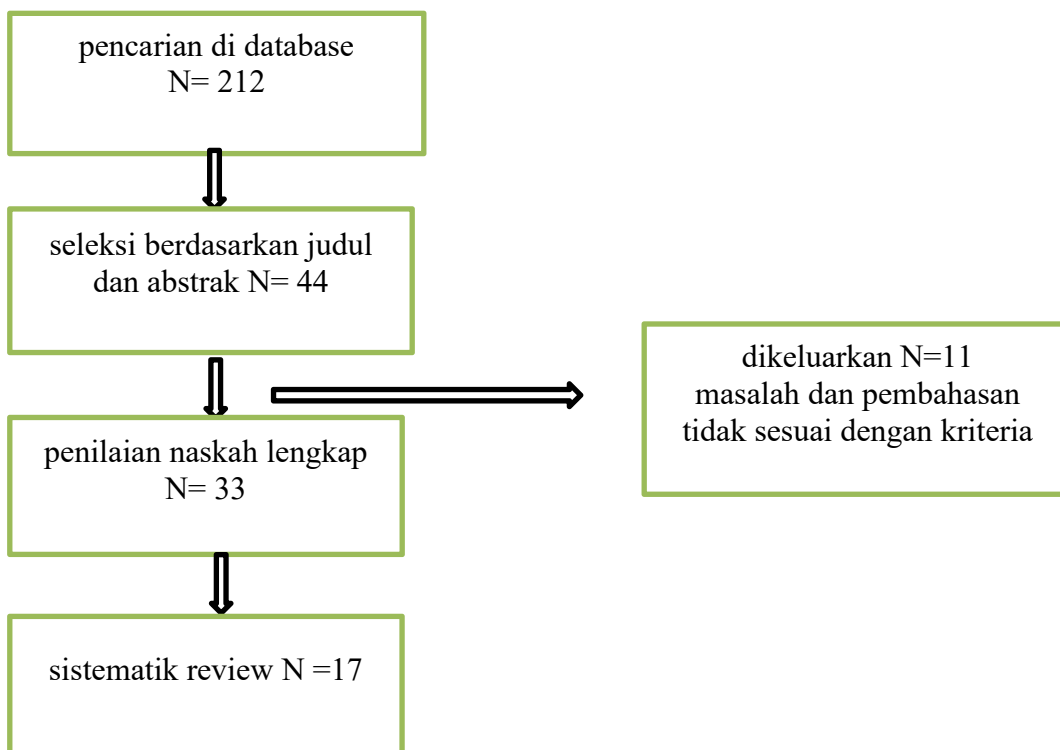 pencarian di database
N= 212
seleksi berdasarkan judul
dan abstrak N= 44
dikeluarkan N=11
masalah dan pembahasan
tidak sesuai dengan kriteria
penilaian naskah lengkap
N= 33
sistematik review N =17